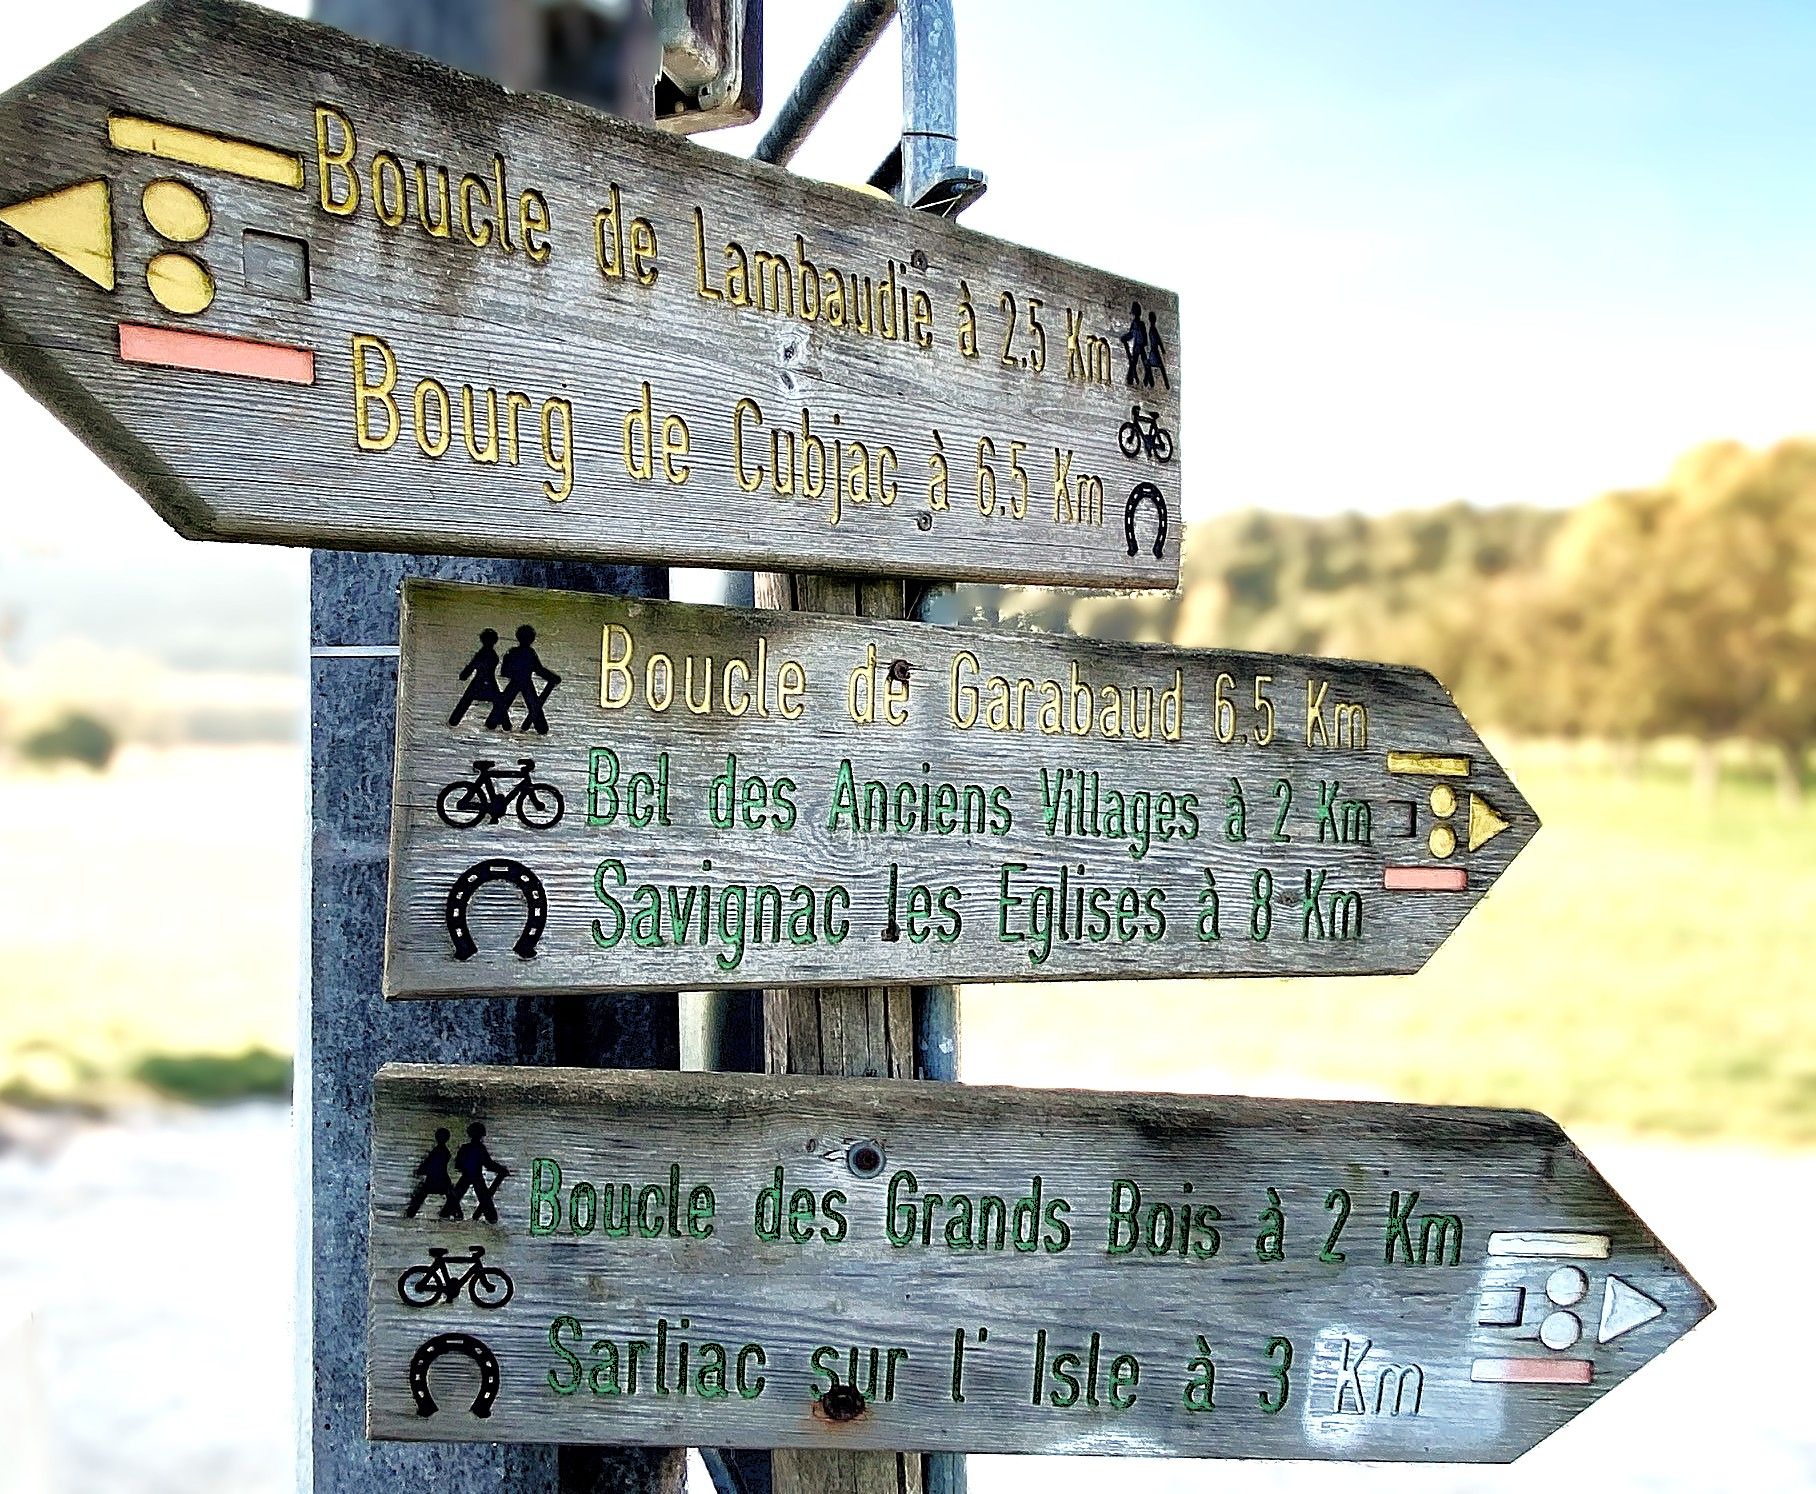 Boucle de Lambaudie à 2.5 Km
Bourg de Cubjac à 6.5 Km
Boucle de Garabaud 6.5 Km
Bcl des Anciens Villages à 2 Km
Savignac les Eglises à 8 Km
Boucle des Grands Bois à 2 Km
Sarliac sur l' Isle à 3 Km